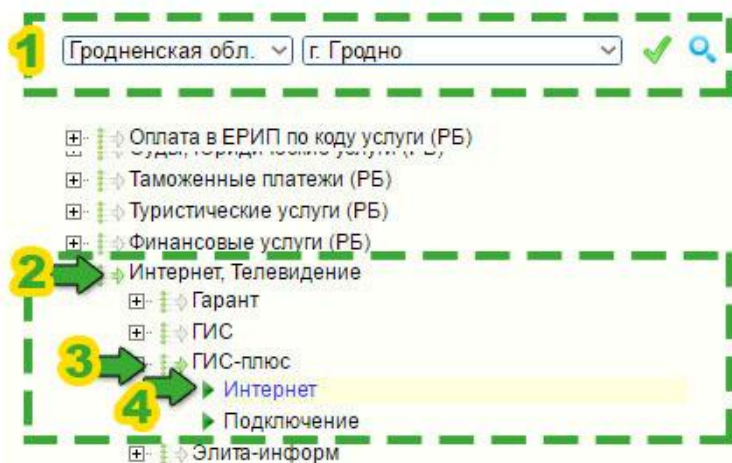 1
Гродненская обл. г. Гродно
Оплата в ЕРИП по коду услуги (РБ)
Таможенные платежи (РБ)
Туристические услуги (РБ)
Финансовые услуги (РБ)
2 Интернет, Телевидение
Гарант
ГИС
3 ГИС-плюс
4 Интернет
Подключение
Элита-информ